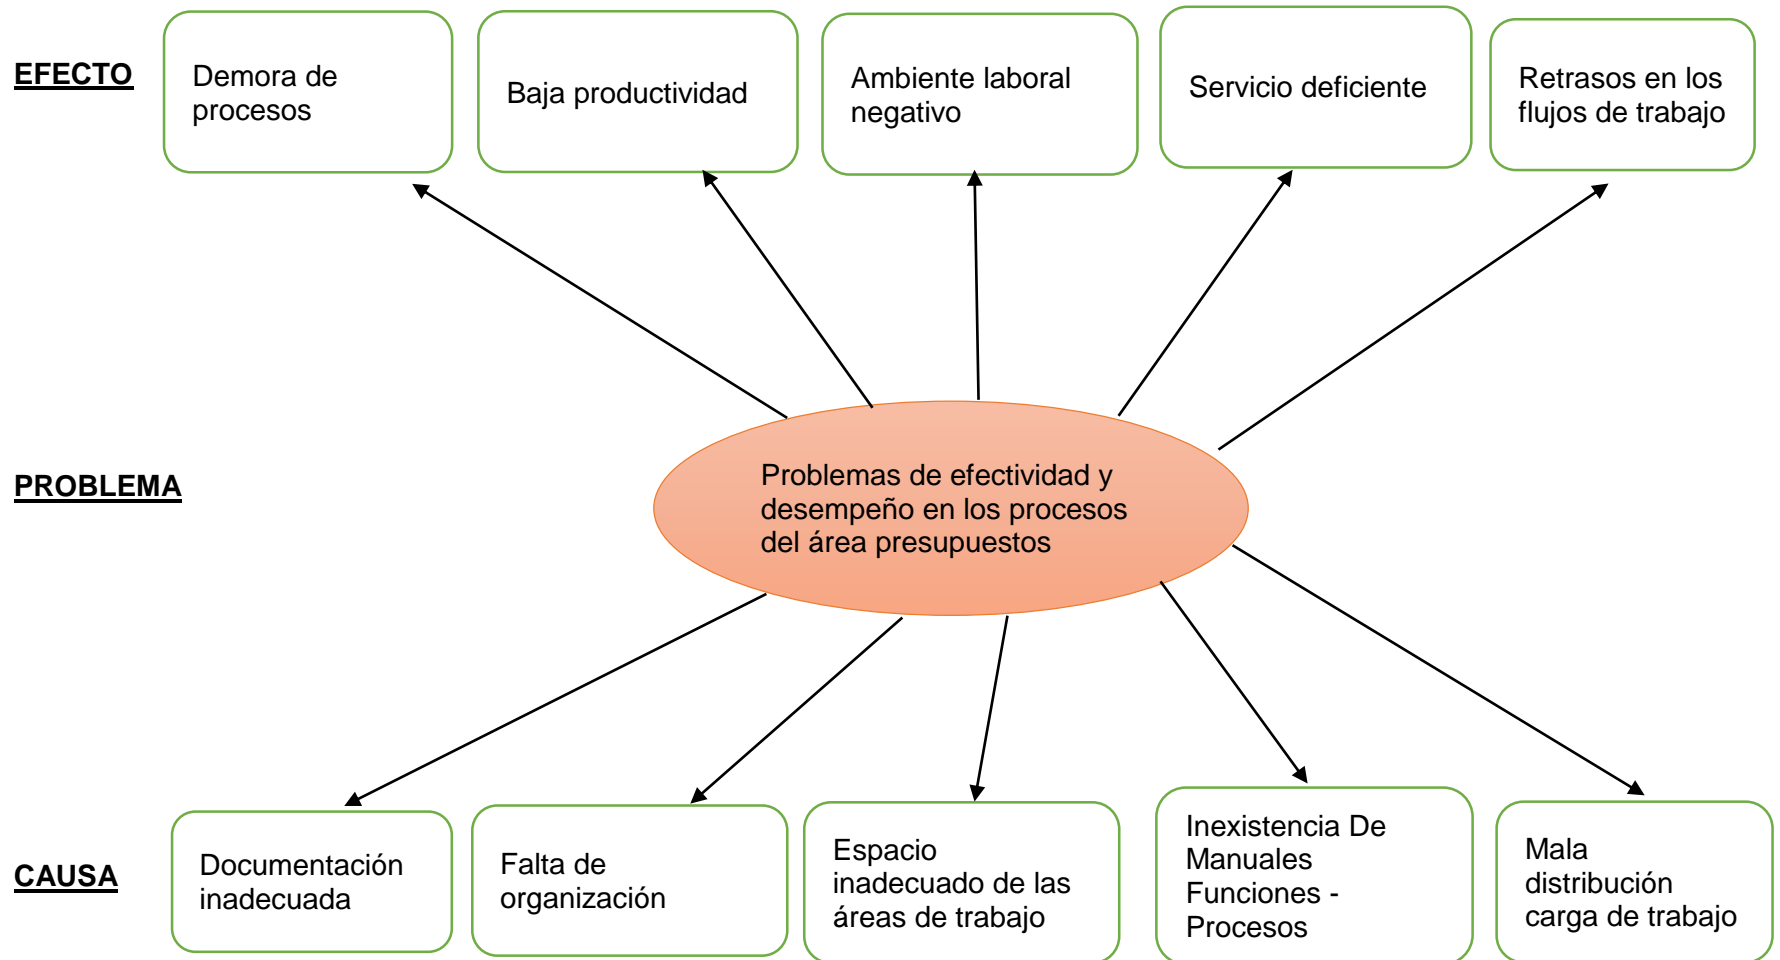 EFECTO
Demora de
procesos
Baja productividad
Ambiente laboral
negativo
Servicio deficiente
Retrasos en los
flujos de trabajo
PROBLEMA
Problemas de efectividad y
desempeño en los procesos
del área presupuestos
CAUSA
Documentación
inadecuada
Falta de
organización
Espacio
inadecuado de las
áreas de trabajo
Inexistencia De
Manuales
Funciones -
Procesos
Mala
distribución
carga de trabajo